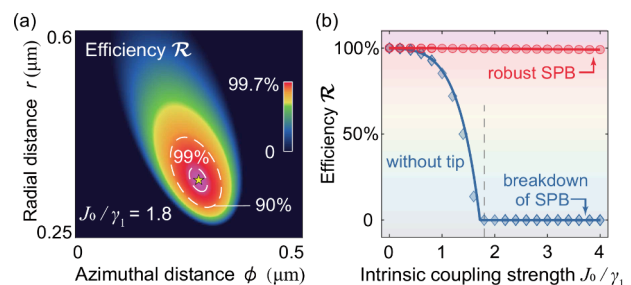 (a)
0.6
Efficiency 𝓡
99.7%
0
99%
90%
J₀/γ₁ = 1.8
0.25
Radial distance r (μm)
0
0.5
Azimuthal distance ϕ (μm)
(b)
100%
50%
0
Efficiency 𝓡
robust SPB
without tip
breakdown
of SPB
0 1 2 3 4
Intrinsic coupling strength J₀/γ₁